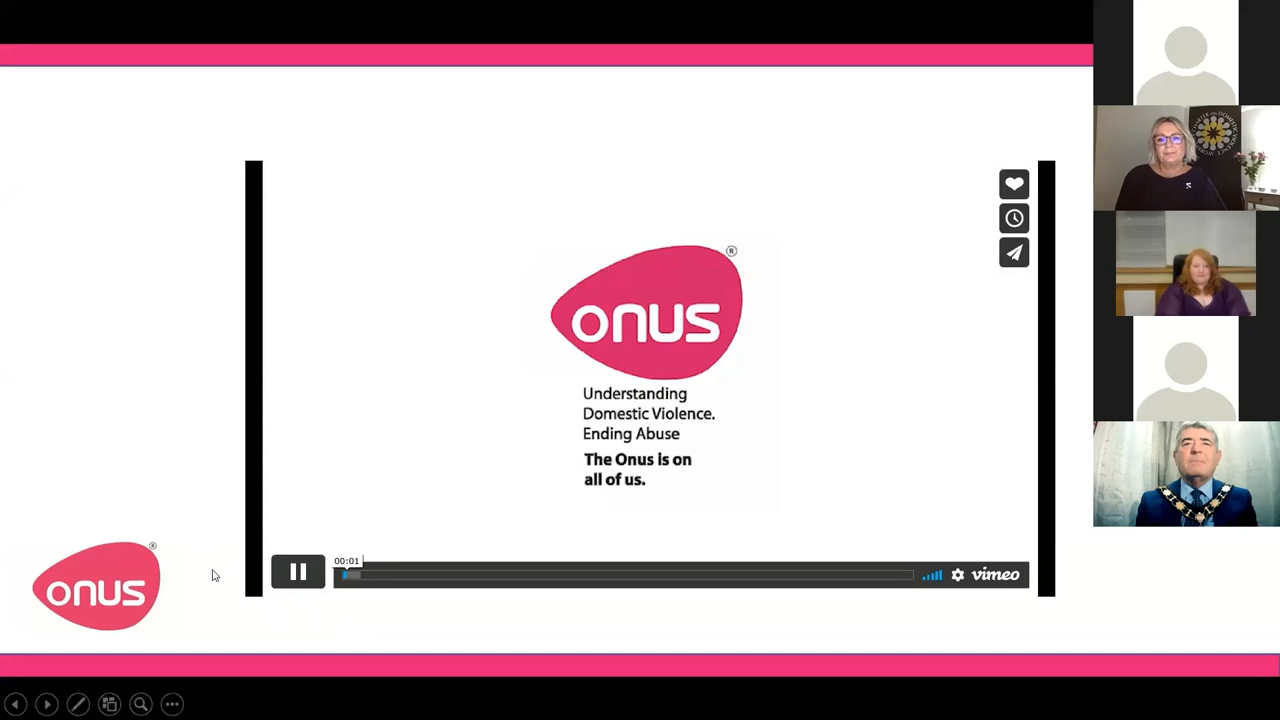 onus
®
Understanding
Domestic Violence.
Ending Abuse
The Onus is on
all of us.
00:01
vimeo
onus
®